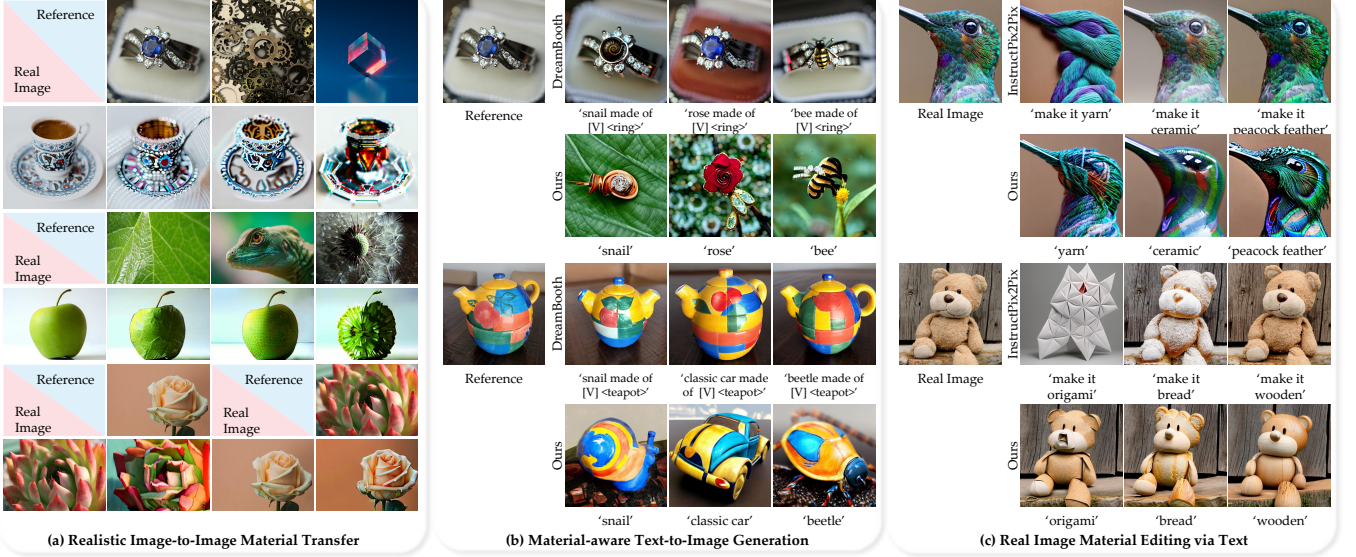 Reference
Real
Image
Reference
Real
Image
Reference
Real
Image
Reference
Real
Image
(a) Realistic Image-to-Image Material Transfer
DreamBooth
Reference
‘snail made of
[V] <ring>’
‘rose made of
[V] <ring>’
‘bee made of
[V] <ring>’
Ours
‘snail’
‘rose’
‘bee’
DreamBooth
Reference
‘snail made of
[V] <teapot>’
‘classic car made
of [V] <teapot>’
‘beetle made of
[V] <teapot>’
Ours
‘snail’
‘classic car’
‘beetle’
(b) Material-aware Text-to-Image Generation
InstructPix2Pix
Real Image
‘make it yarn’
‘make it
ceramic’
‘make it
peacock feather’
Ours
‘yarn’
‘ceramic’
‘peacock feather’
InstructPix2Pix
Real Image
‘make it
origami’
‘make it
bread’
‘make it
wooden’
Ours
‘origami’
‘bread’
‘wooden’
(c) Real Image Material Editing via Text